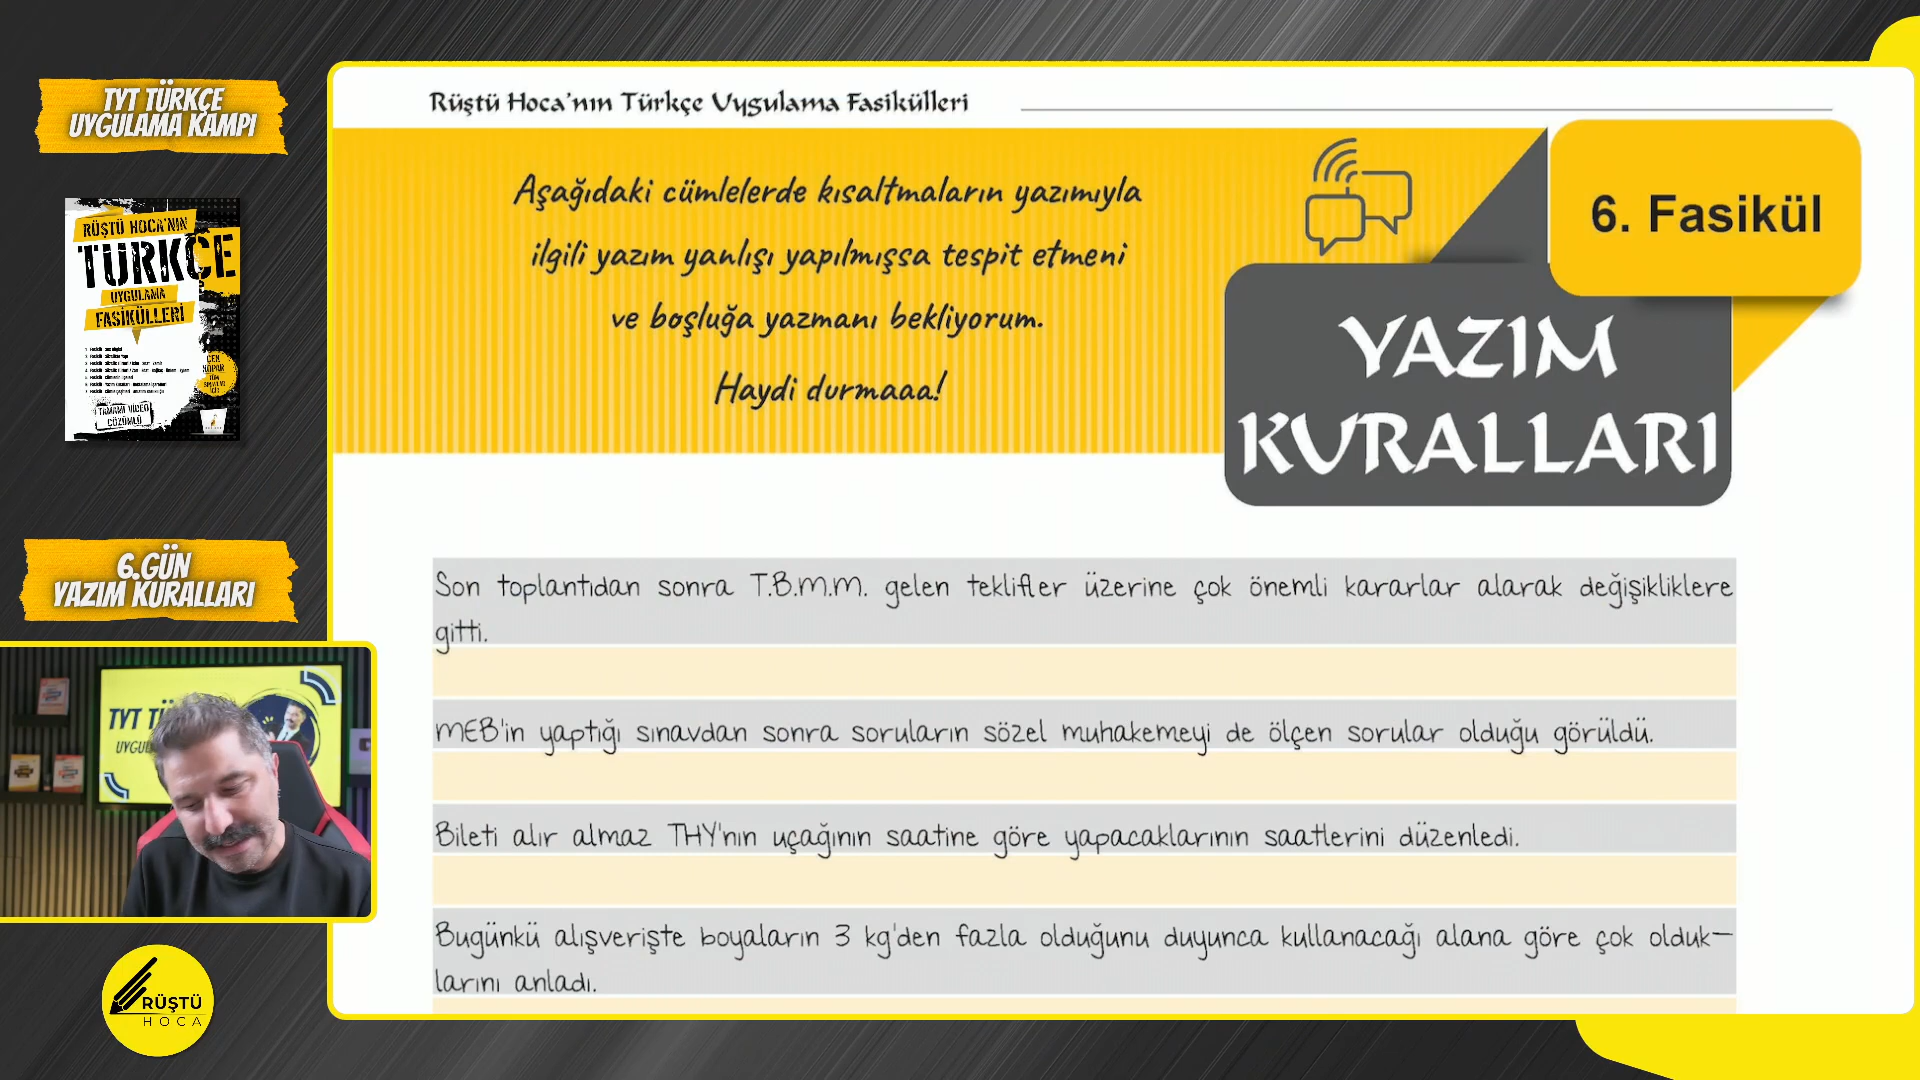 TYT TÜRKÇE
UYGULAMA KAMPI
RÜŞTÜ HOCA'NIN
TÜRKÇE
UYGULAMA
FASİKÜLLERİ
TAMAMI VİDEO
ÇÖZÜMLÜ
6.GÜN
YAZIM KURALLARI
TYT
RÜŞTÜ
HOCA
Rüştü Hoca'nın Türkçe Uygulama Fasikülleri
Aşağıdaki cümlelerde kısaltmaların yazımıyla
ilgili yazım yanlışı yapılmışsa tespit etmeni
ve boşluğa yazmanı bekliyorum.
Haydi durmaaa!
6. Fasikül
YAZIM
KURALLARI
Son toplantıdan sonra T.B.M.M. gelen teklifler üzerine çok önemli kararlar alarak değişikliklere
gitti.
MEB'in yaptığı sınavdan sonra soruların sözel muhakemeyi de ölçen sorular olduğu görüldü.
Bileti alır almaz THY'nın uçağının saatine göre yapacaklarının saatlerini düzenledi.
Bugünkü alışverişte boyaların 3 kg'den fazla olduğunu duyunca kullanacağı alana göre çok olduk-
larını anladı.